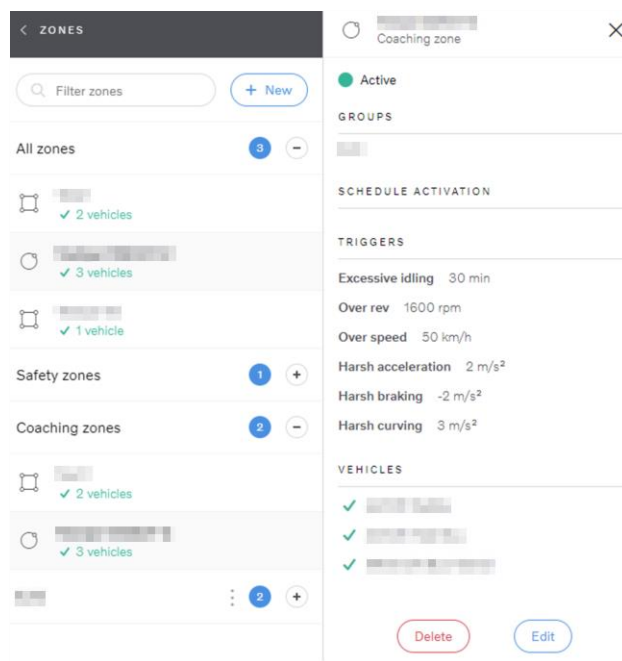 ZONES
Filter zones
+ New
All zones 3
2 vehicles
3 vehicles
1 vehicle
Safety zones 1
Coaching zones 2
2 vehicles
3 vehicles
2
Coaching zone
Active
GROUPS
SCHEDULE ACTIVATION
TRIGGERS
Excessive idling 30 min
Over rev 1600 rpm
Over speed 50 km/h
Harsh acceleration 2 m/s²
Harsh braking -2 m/s²
Harsh curving 3 m/s²
VEHICLES
Delete
Edit